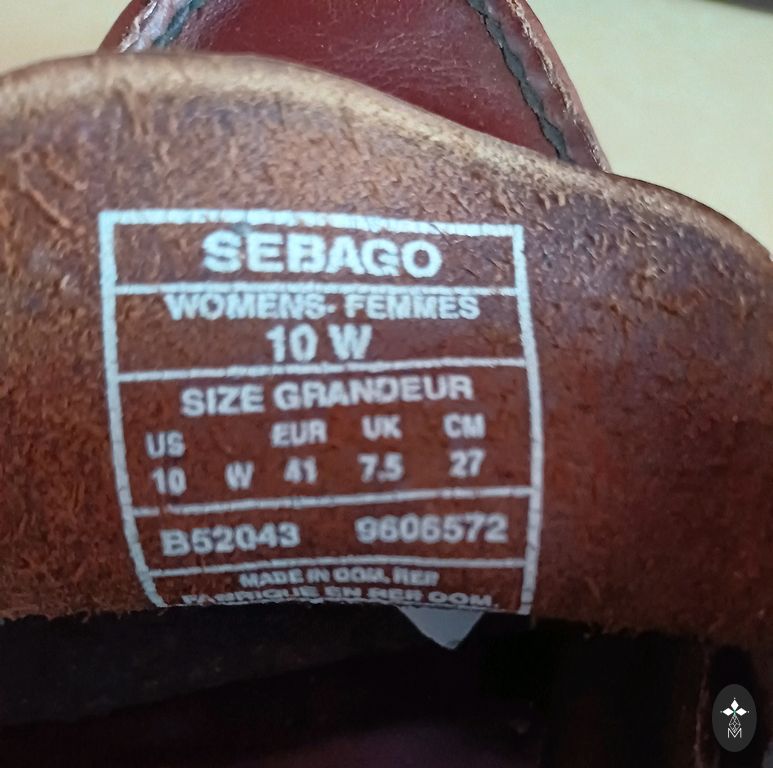 SEBAGO
WOMENS- FEMMES
10 W
SIZE GRANDEUR
US EUR UK CM
10 W 41 7.5 27
B52043 9606572
MADE IN DOM. REP
FABRIQUE EN REP DOM.
M